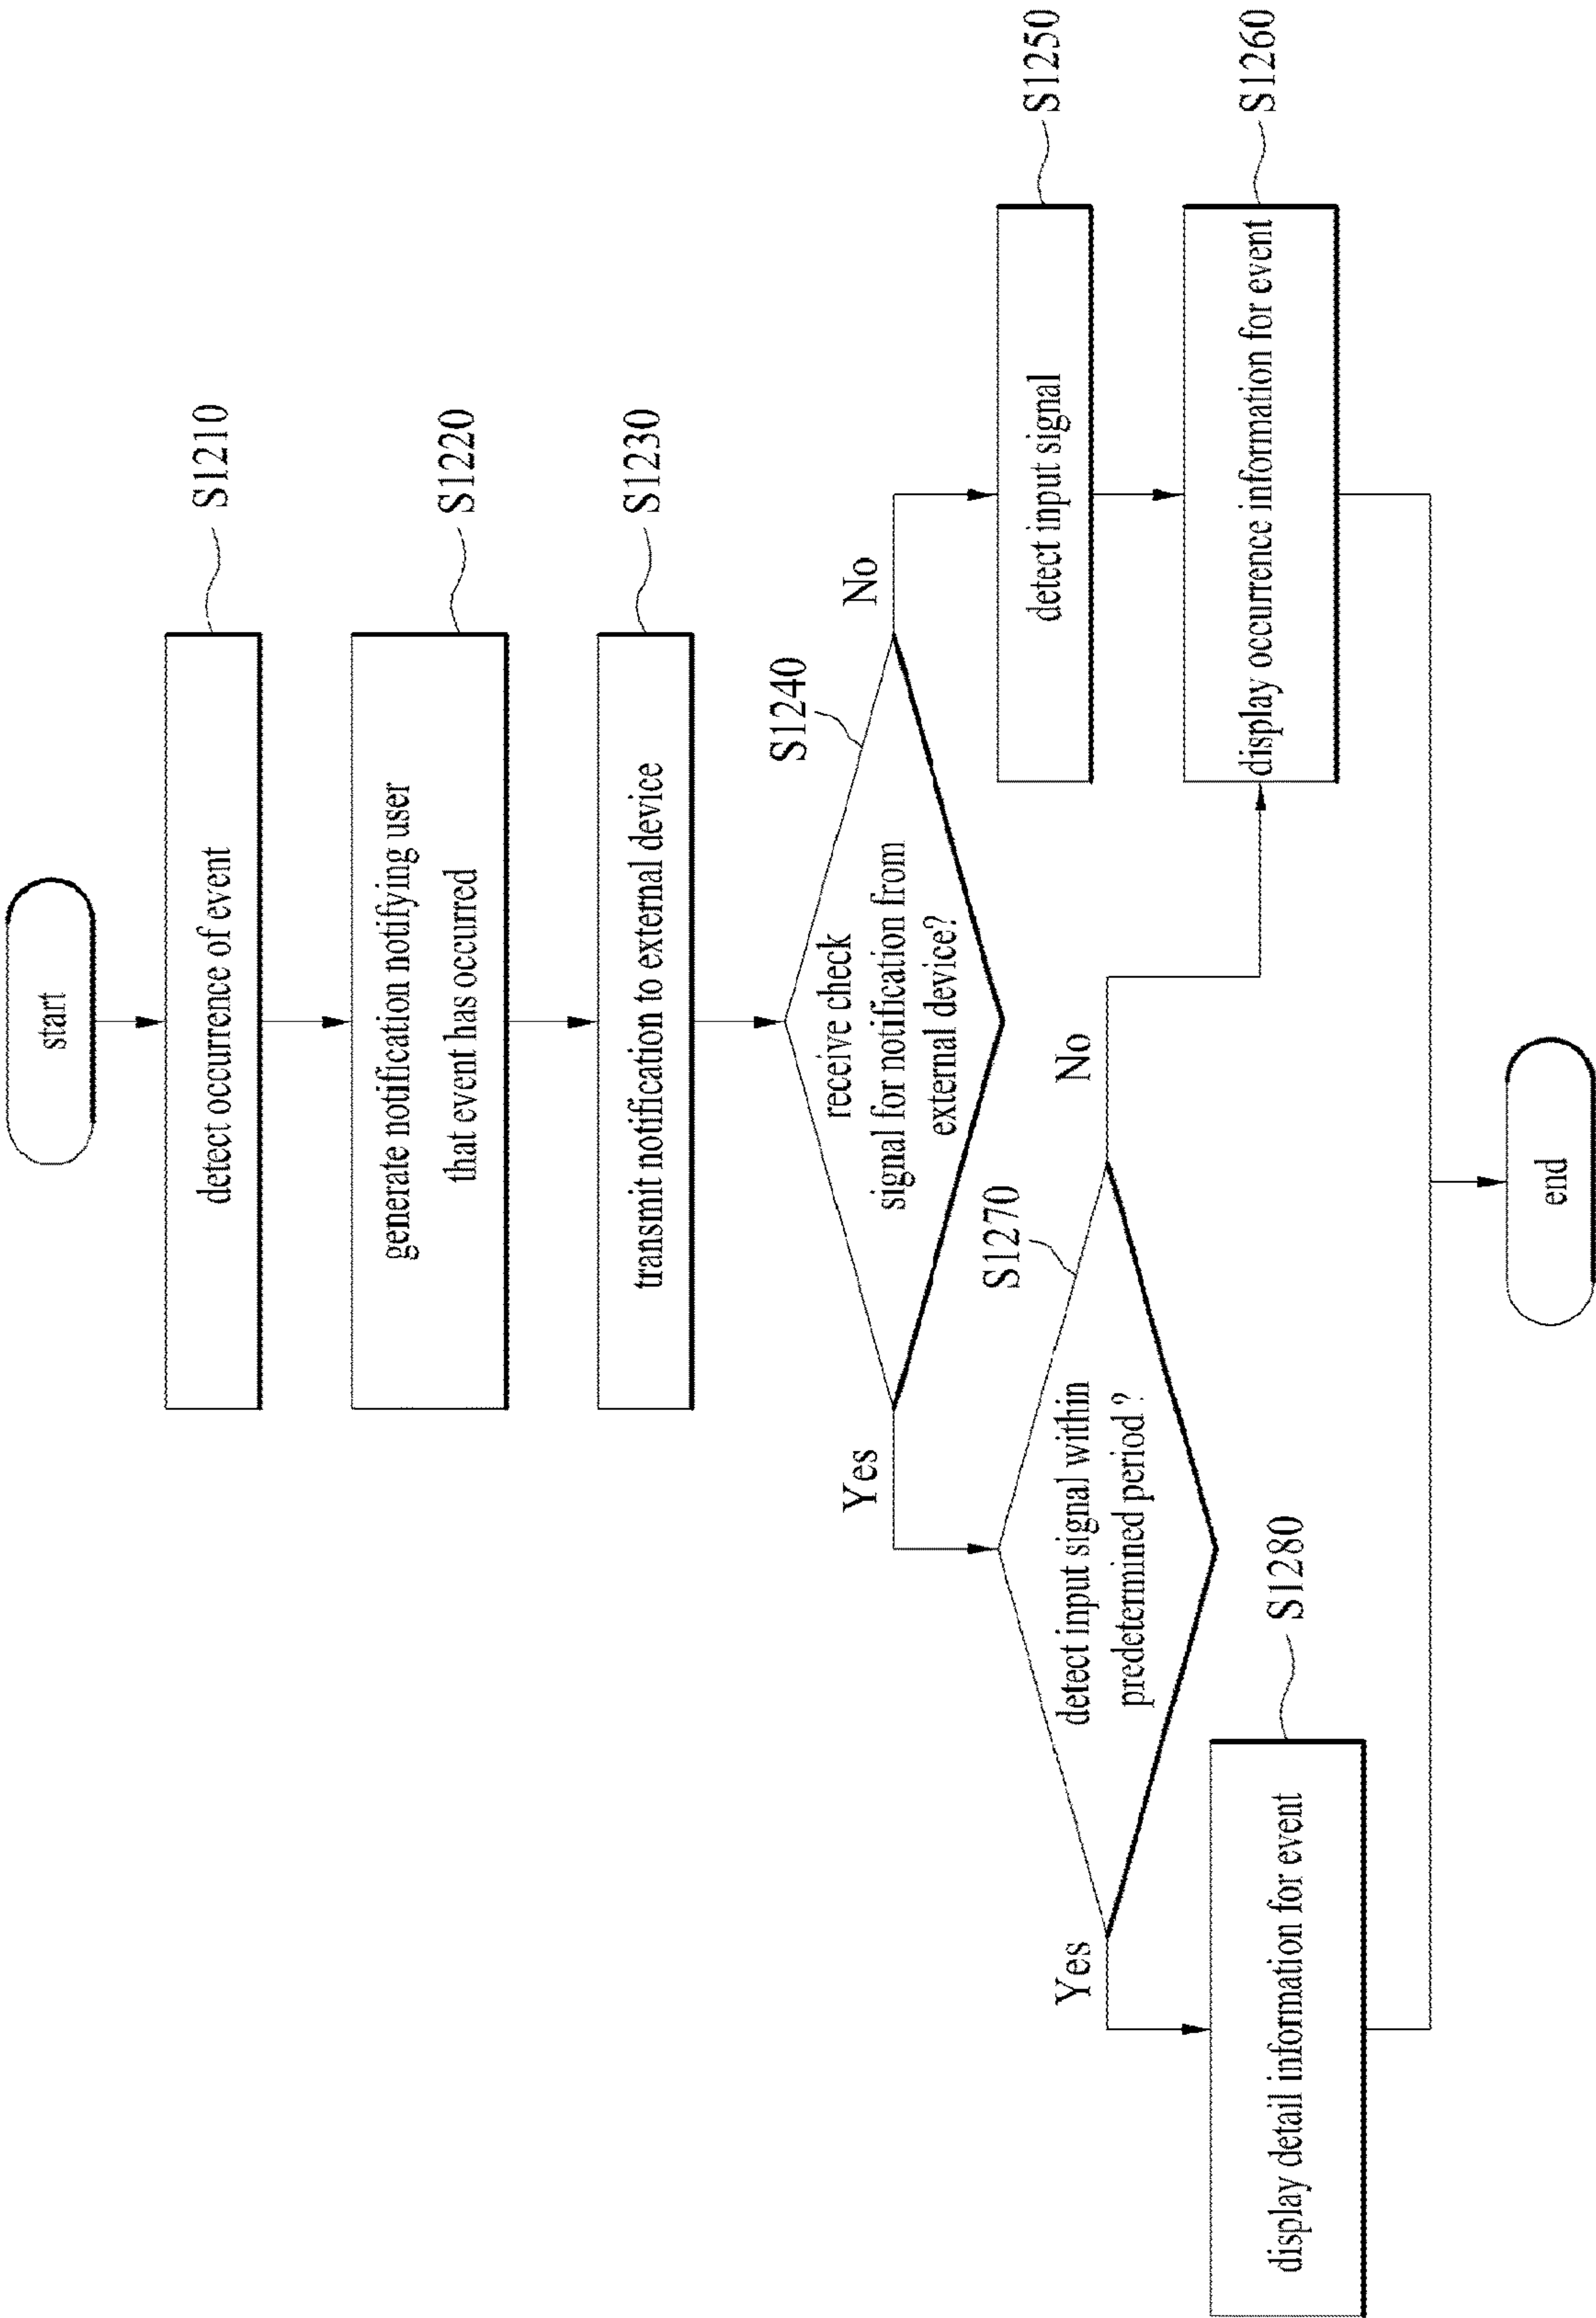 start
detect occurrence of event
S1210
generate notification notifying user
that event has occurred
S1220
transmit notification to external device
S1230
S1240
receive check
signal for notification from
external device?
Yes
No
S1270
detect input signal within
predetermined period ?
Yes
No
detect input signal
S1250
display occurrence information for event
S1260
display detail information for event
S1280
end